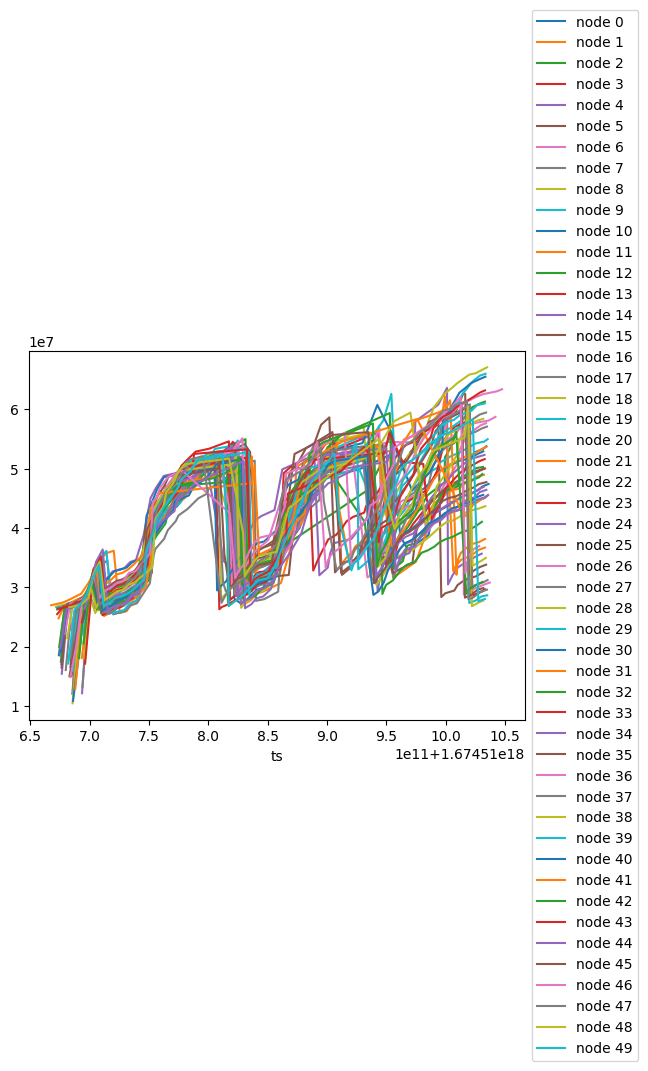 1e7
6
5
4
3
2
1
6.5 7.0 7.5 8.0 8.5 9.0 9.5 10.0 10.5
ts
1e11+1.67451e18
node 0
node 1
node 2
node 3
node 4
node 5
node 6
node 7
node 8
node 9
node 10
node 11
node 12
node 13
node 14
node 15
node 16
node 17
node 18
node 19
node 20
node 21
node 22
node 23
node 24
node 25
node 26
node 27
node 28
node 29
node 30
node 31
node 32
node 33
node 34
node 35
node 36
node 37
node 38
node 39
node 40
node 41
node 42
node 43
node 44
node 45
node 46
node 47
node 48
node 49